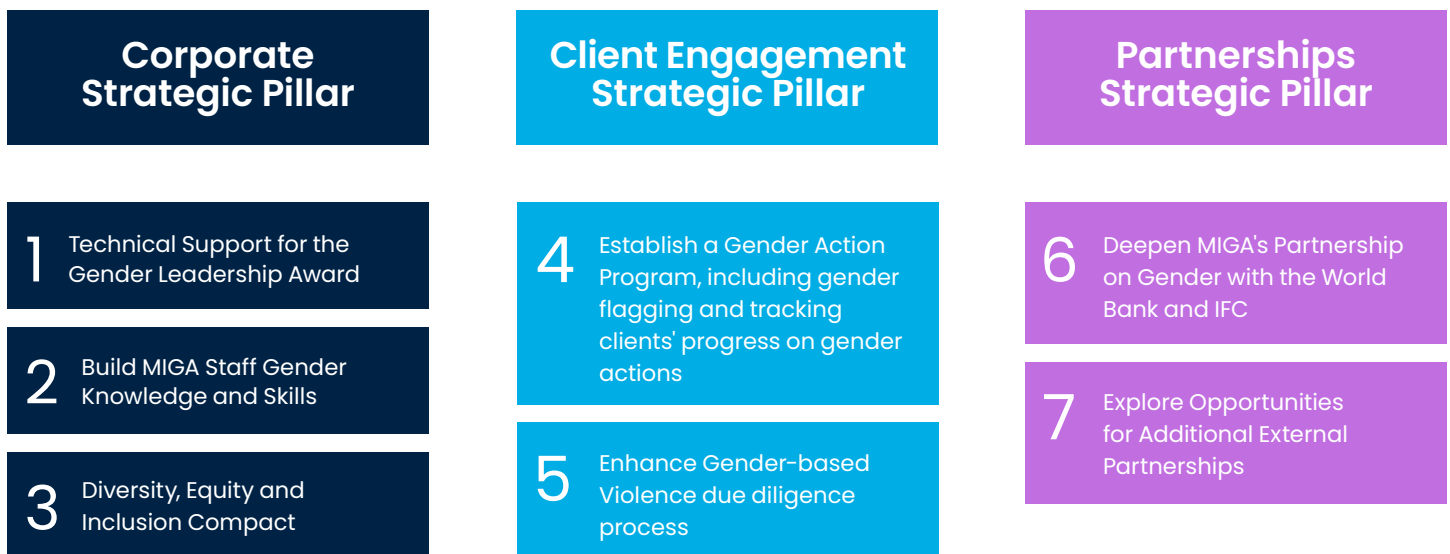 Corporate
Strategic Pillar
Client Engagement
Strategic Pillar
Partnerships
Strategic Pillar
1
Technical Support for the
Gender Leadership Award
2
Build MIGA Staff Gender
Knowledge and Skills
3
Diversity, Equity and
Inclusion Compact
4
Establish a Gender Action
Program, including gender
flagging and tracking
clients' progress on gender
actions
5
Enhance Gender-based
Violence due diligence
process
6
Deepen MIGA's Partnership
on Gender with the World
Bank and IFC
7
Explore Opportunities
for Additional External
Partnerships